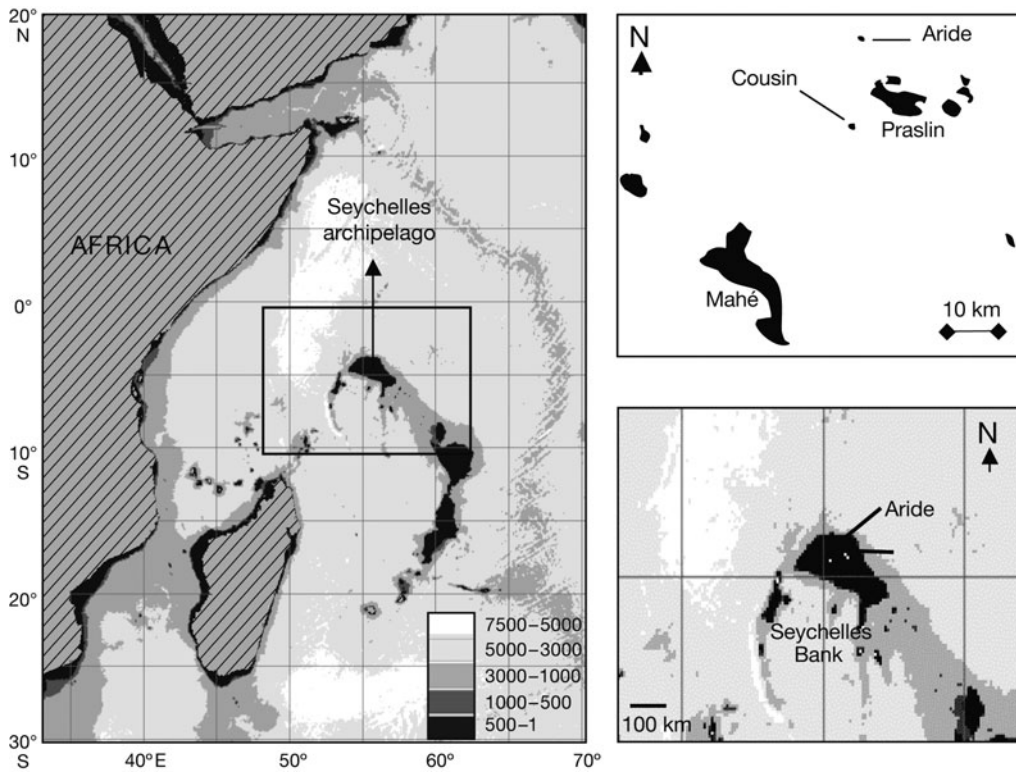 20°
N
10°
0°
10°
S
20°
30°
S
40°E
50°
60°
70°
AFRICA
Seychelles
archipelago
7500–5000
5000–3000
3000–1000
1000–500
500–1
N
Aride
Cousin
Praslin
Mahé
10 km
N
Aride
Seychelles
Bank
100 km